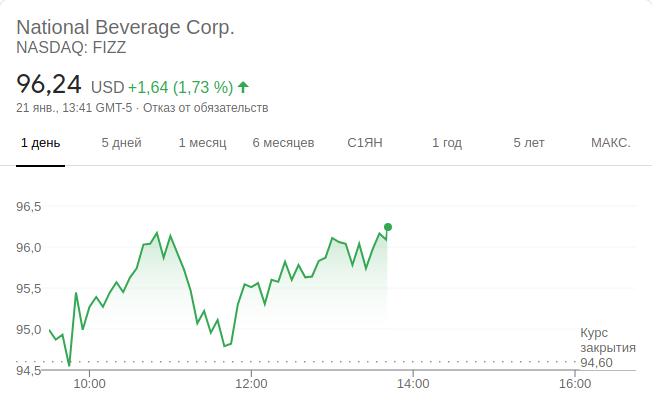 National Beverage Corp.
NASDAQ: FIZZ
96,24 USD +1,64 (1,73 %)
21 янв., 13:41 GMT-5 · Отказ от обязательств
1 день 5 дней 1 месяц 6 месяцев С1ЯН 1 год 5 лет МАКС.
96,5
96,0
95,5
95,0
Курс
закрытия
94,60
94,5
10:00 12:00 14:00 16:00